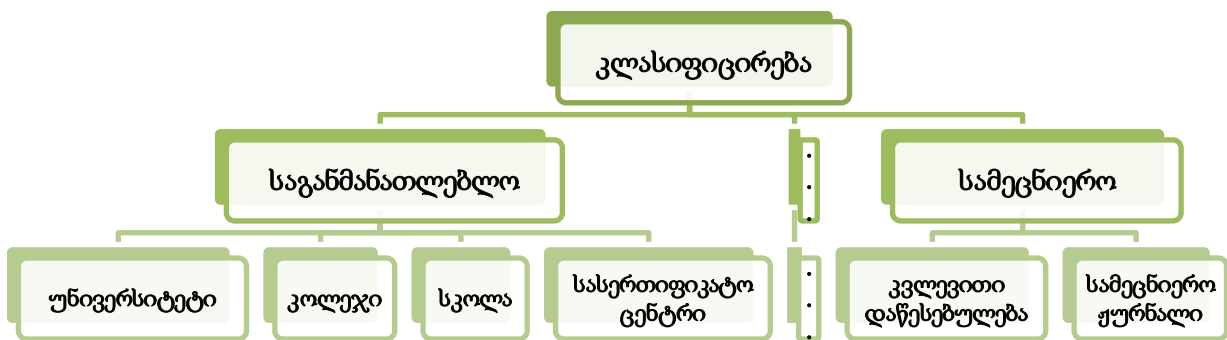 კლასიფიცირება
საგანმანათლებლო
. . .
სამეცნიერო
უნივერსიტეტი
კოლეჯი
სკოლა
სასერთიფიკატო
ცენტრი
. . .
კვლევითი
დაწესებულება
სამეცნიერო
ჟურნალი